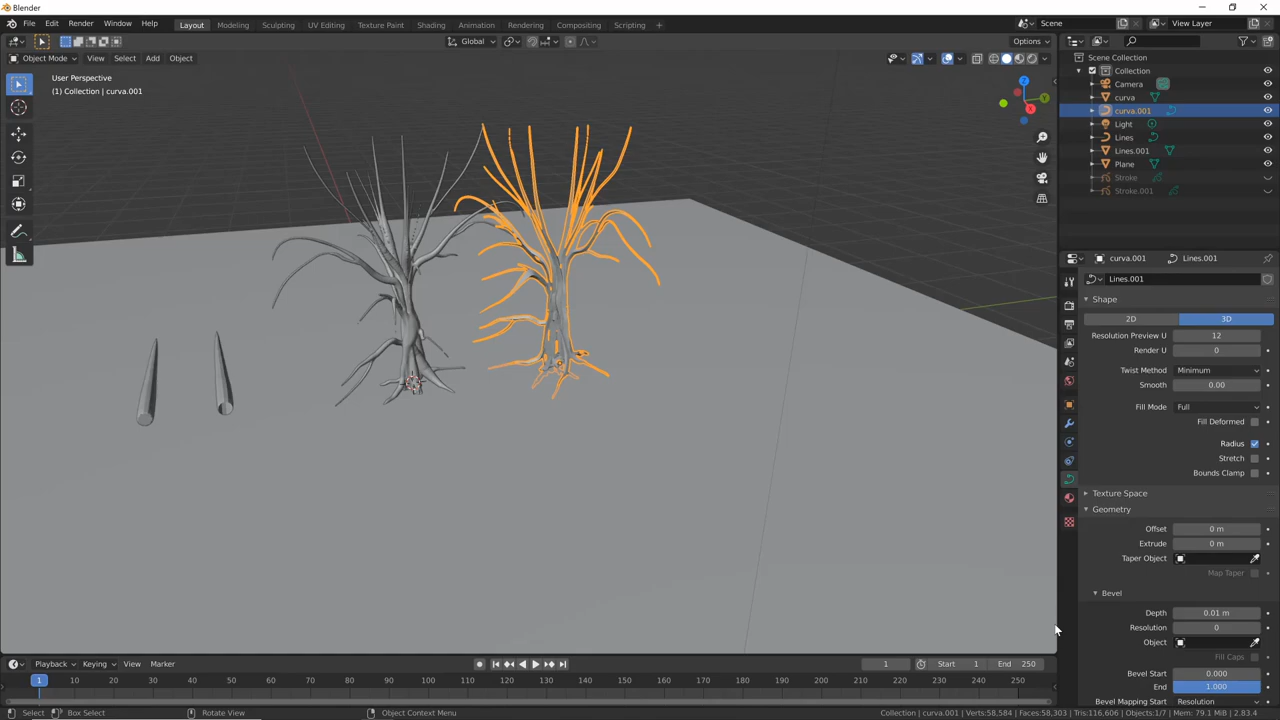 Blender
File Edit Render Window Help Layout Modeling Sculpting UV Editing Texture Paint Shading Animation Rendering Compositing Scripting + Scene View Layer
Global Options
Object Mode View Select Add Object
User Perspective
(1) Collection | curva.001
Z
Y
X
Scene Collection
Collection
Camera
curva
curva.001
Light
Lines
Lines.001
Plane
Stroke
Stroke.001
curva.001 Lines.001
Lines.001
Shape
2D 3D
Resolution Preview U 12
Render U 0
Twist Method Minimum
Smooth 0.00
Fill Mode Full
Fill Deformed
Radius
Stretch
Bounds Clamp
Texture Space
Geometry
Offset 0 m
Extrude 0 m
Taper Object
Map Taper
Bevel
Depth 0.01 m
Resolution 0
Object
Fill Caps
Bevel Start 0.000
End 1.000
Bevel Mapping Start Resolution
Playback Keying View Marker 1 Start 1 End 250
1 10 20 30 40 50 60 70 80 90 100 110 120 130 140 150 160 170 180 190 200 210 220 230 240 250
Select Box Select Rotate View Object Context Menu Collection | curva.001 | Verts:58,584 | Faces:58,303 | Tris:116,606 | Objects:1/7 | Mem: 79.1 MiB | 2.83.4